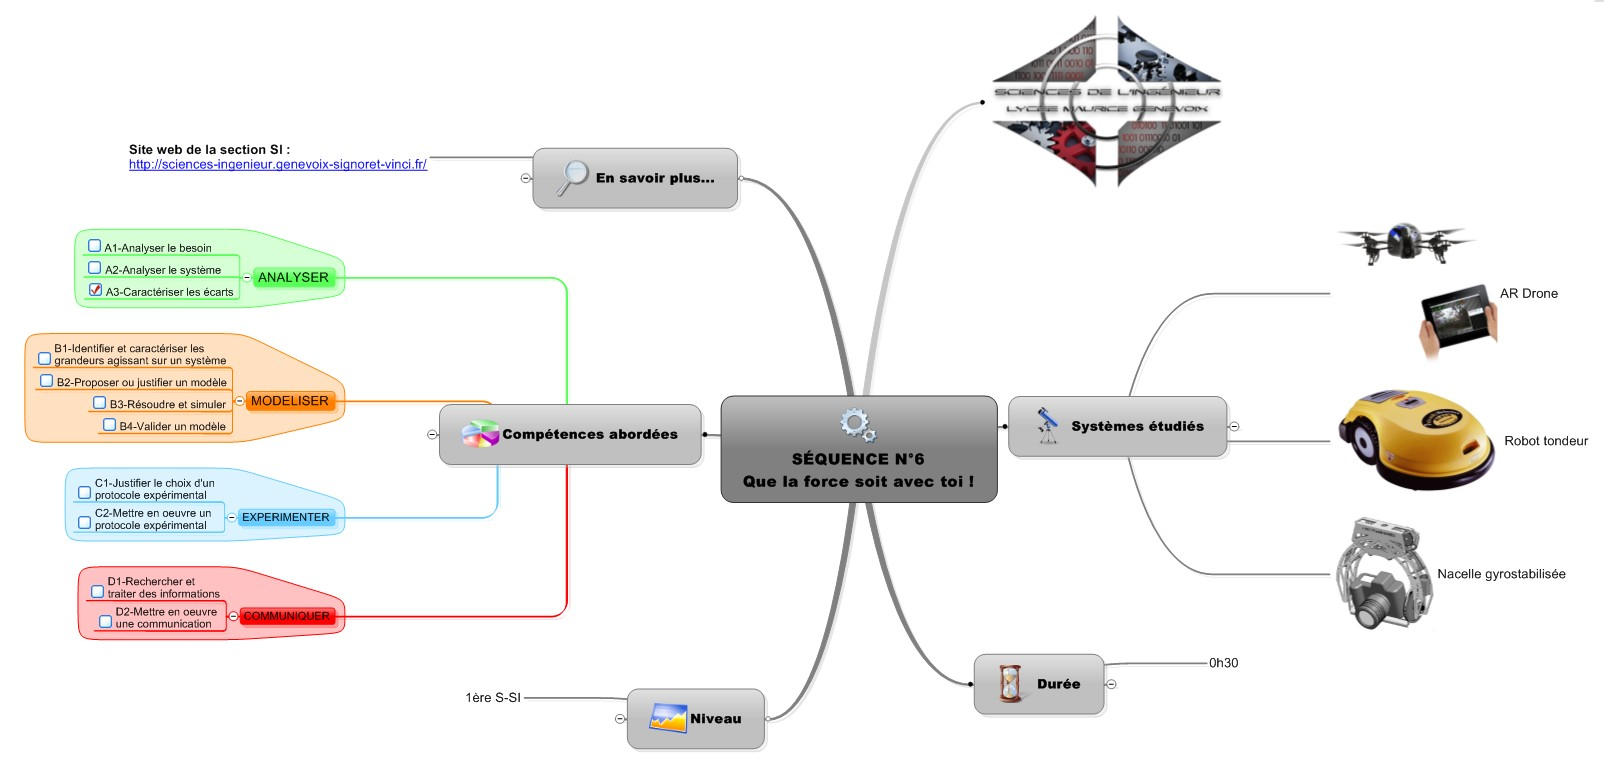 SCIENCES DE L'INGÉNIEUR
LYCÉE MAURICE GENEVOIX
Site web de la section SI :
http://sciences-ingenieur.genevoix-signoret-vinci.fr/
En savoir plus...
A1-Analyser le besoin
A2-Analyser le système
A3-Caractériser les écarts
ANALYSER
B1-Identifier et caractériser les
grandeurs agissant sur un système
B2-Proposer ou justifier un modèle
B3-Résoudre et simuler
B4-Valider un modèle
MODELISER
C1-Justifier le choix d'un
protocole expérimental
C2-Mettre en oeuvre un
protocole expérimental
EXPERIMENTER
D1-Rechercher et
traiter des informations
D2-Mettre en oeuvre
une communication
COMMUNIQUER
Compétences abordées
SÉQUENCE N°6
Que la force soit avec toi !
Systèmes étudiés
AR Drone
Robot tondeur
Nacelle gyrostabilisée
Durée
0h30
Niveau
1ère S-SI